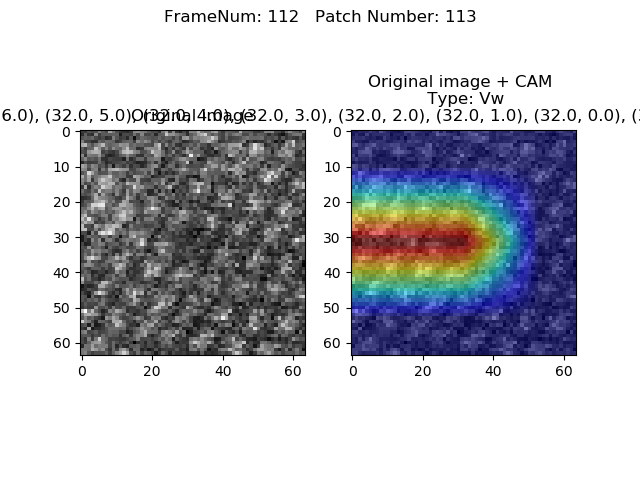 FrameNum: 112   Patch Number: 113
Original image + CAM
Type: Vw
6.0), (32.0, 5.0), (32.0, 4.0), (32.0, 3.0), (32.0, 2.0), (32.0, 1.0), (32.0, 0.0), (3
Original image
0
10
20
30
40
50
60
0 20 40 60
0
10
20
30
40
50
60
0 20 40 60